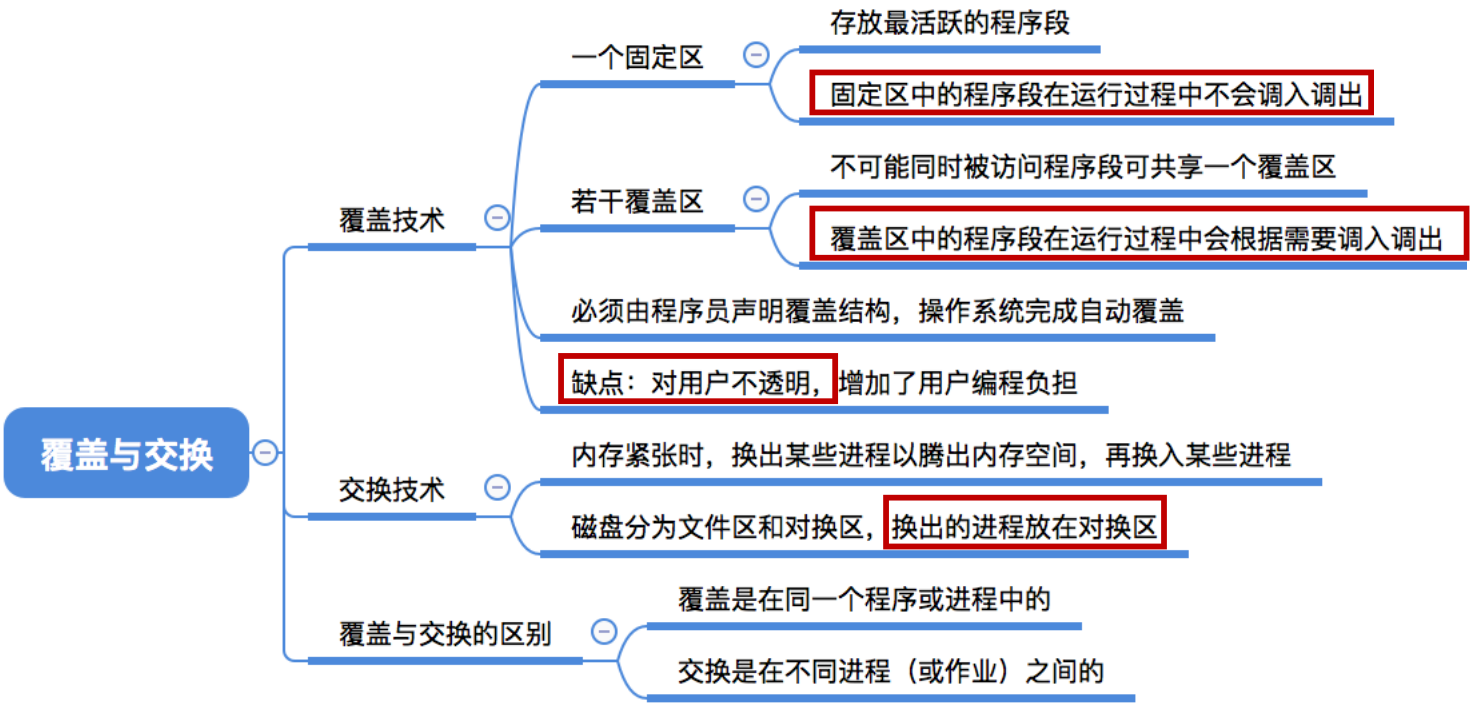 存放最活跃的程序段
一个固定区
固定区中的程序段在运行过程中不会调入调出
不可能同时被访问程序段可共享一个覆盖区
若干覆盖区
覆盖技术
覆盖区中的程序段在运行过程中会根据需要调入调出
必须由程序员声明覆盖结构，操作系统完成自动覆盖
缺点：对用户不透明，增加了用户编程负担
覆盖与交换
内存紧张时，换出某些进程以腾出内存空间，再换入某些进程
交换技术
磁盘分为文件区和对换区，换出的进程放在对换区
覆盖是在同一个程序或进程中的
覆盖与交换的区别
交换是在不同进程（或作业）之间的